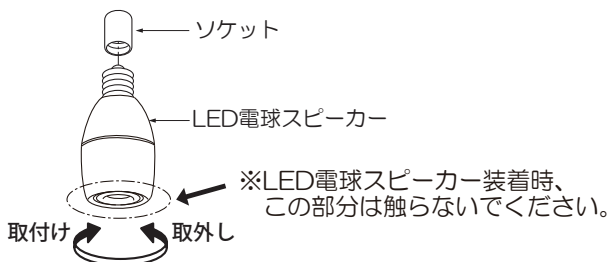 ソケット
LED電球スピーカー
※LED電球スピーカー装着時、
この部分は触らないでください。
取付け
取外し